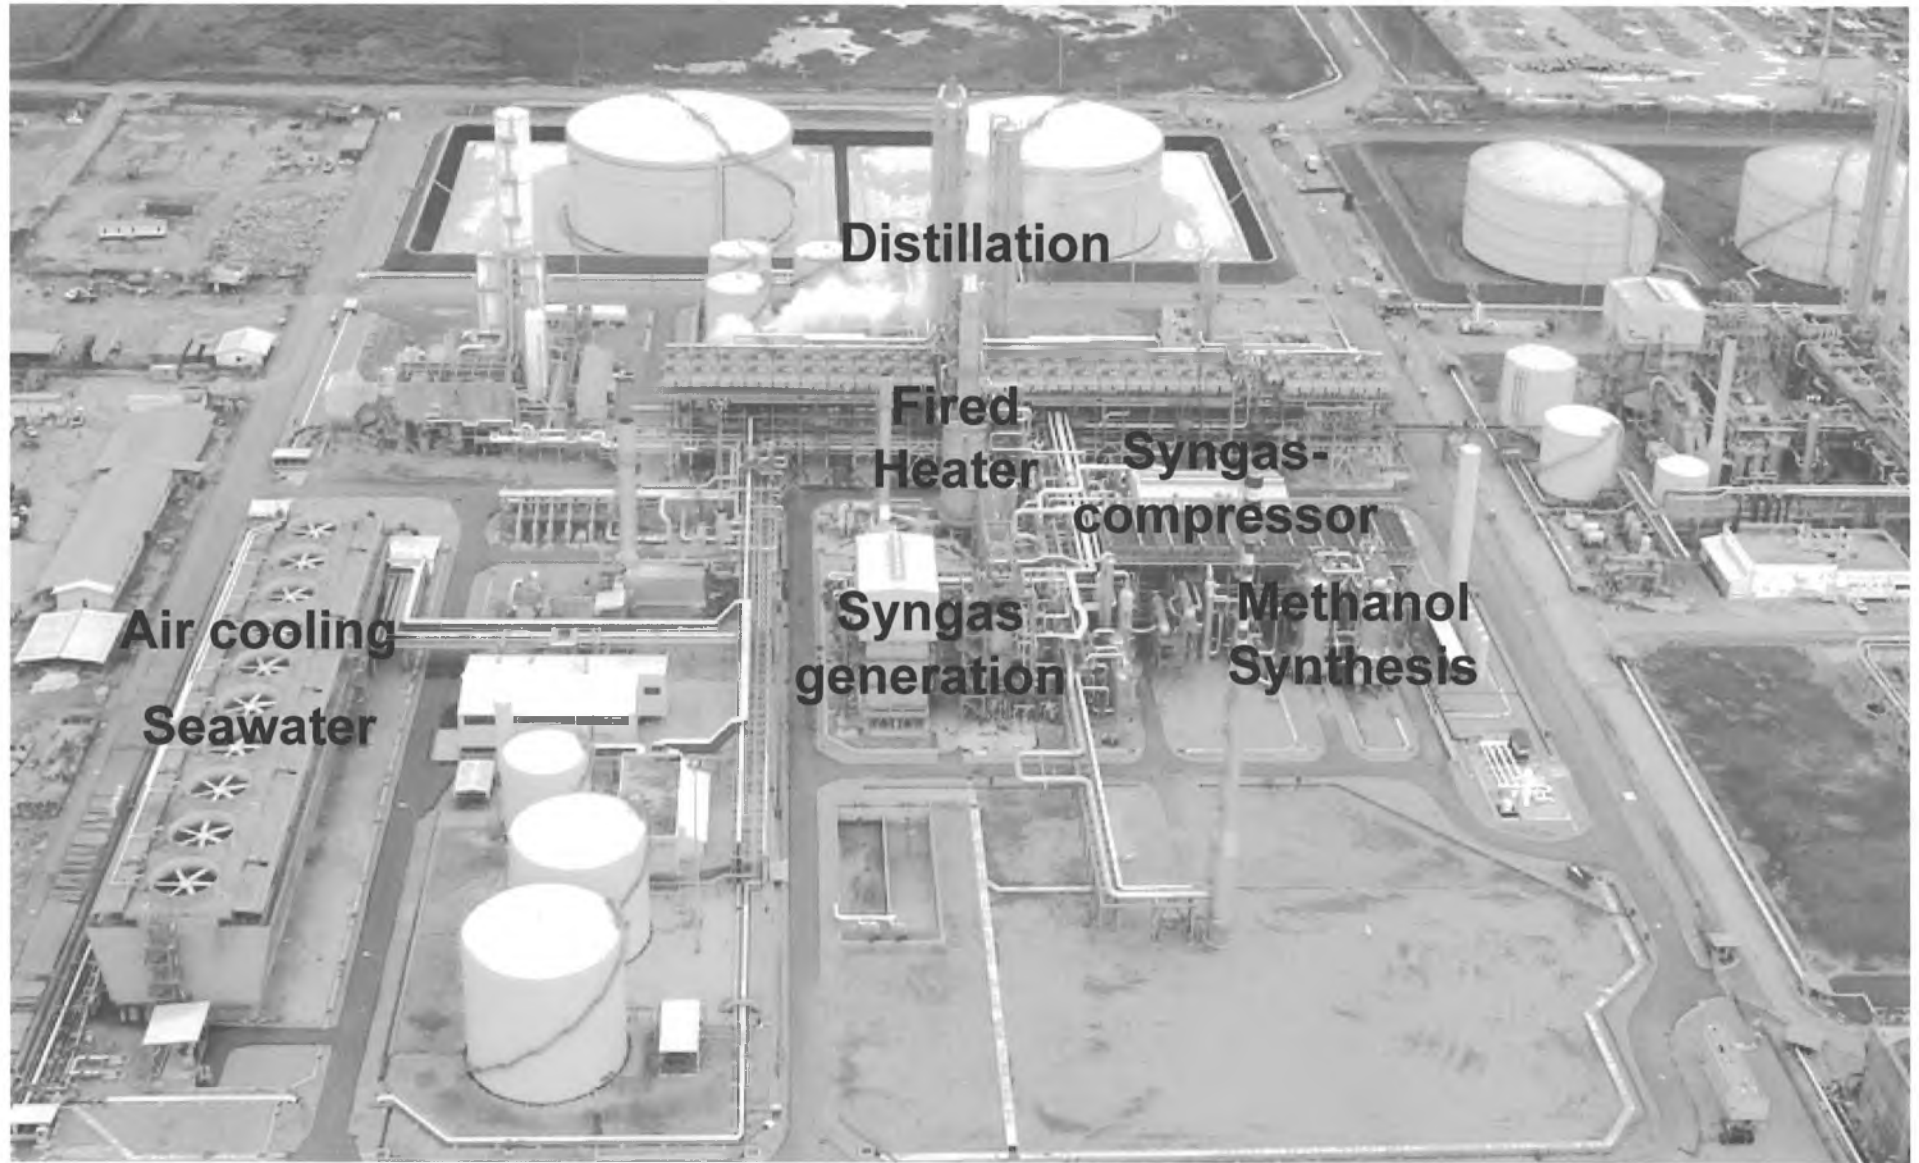 Distillation
Fired
Heater
Syngas-
compressor
Air cooling
Seawater
Syngas
generation
Methanol
Synthesis